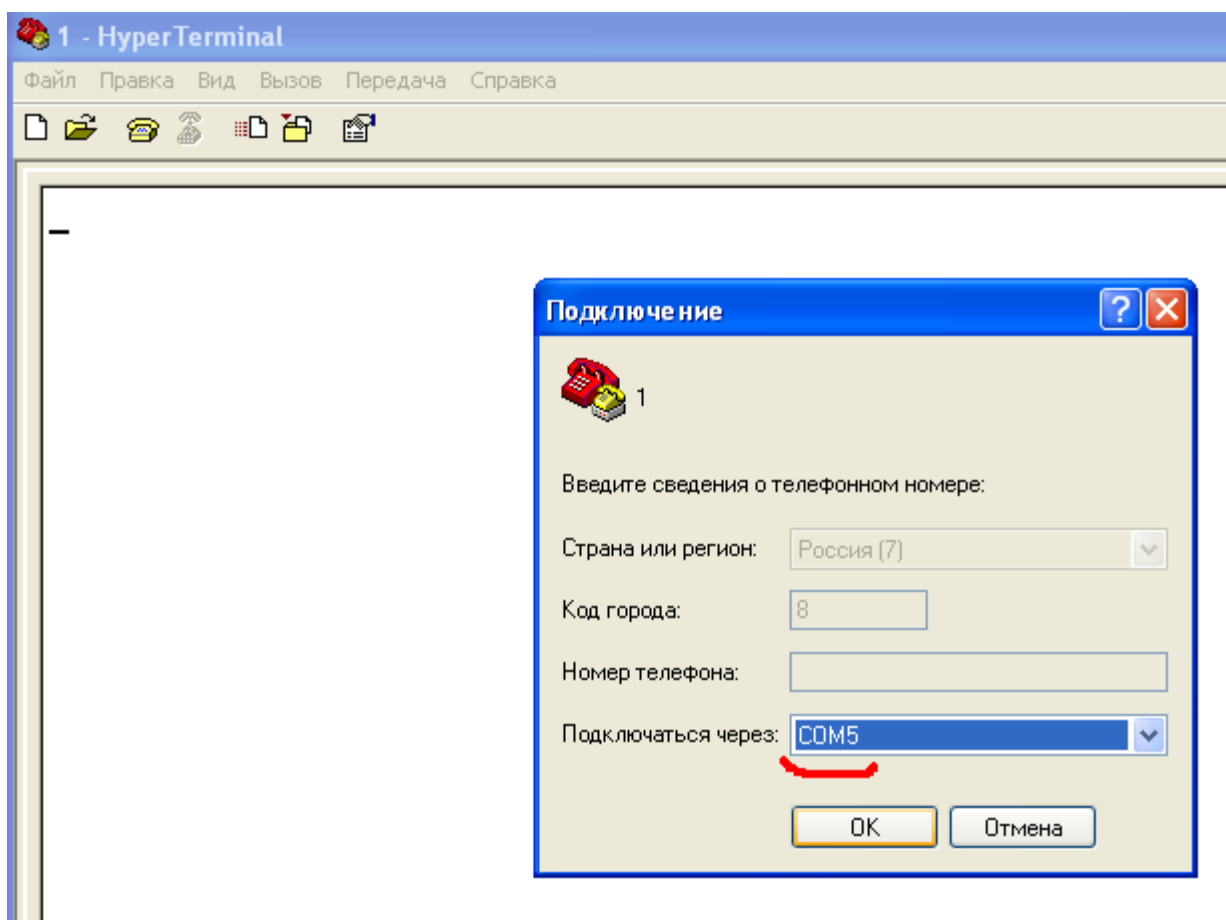 1 - HyperTerminal
Файл Правка Вид Вызов Передача Справка
Подключение
1
Введите сведения о телефонном номере:
Страна или регион: Россия (7)
Код города: 8
Номер телефона:
Подключаться через: COM5
OK Отмена